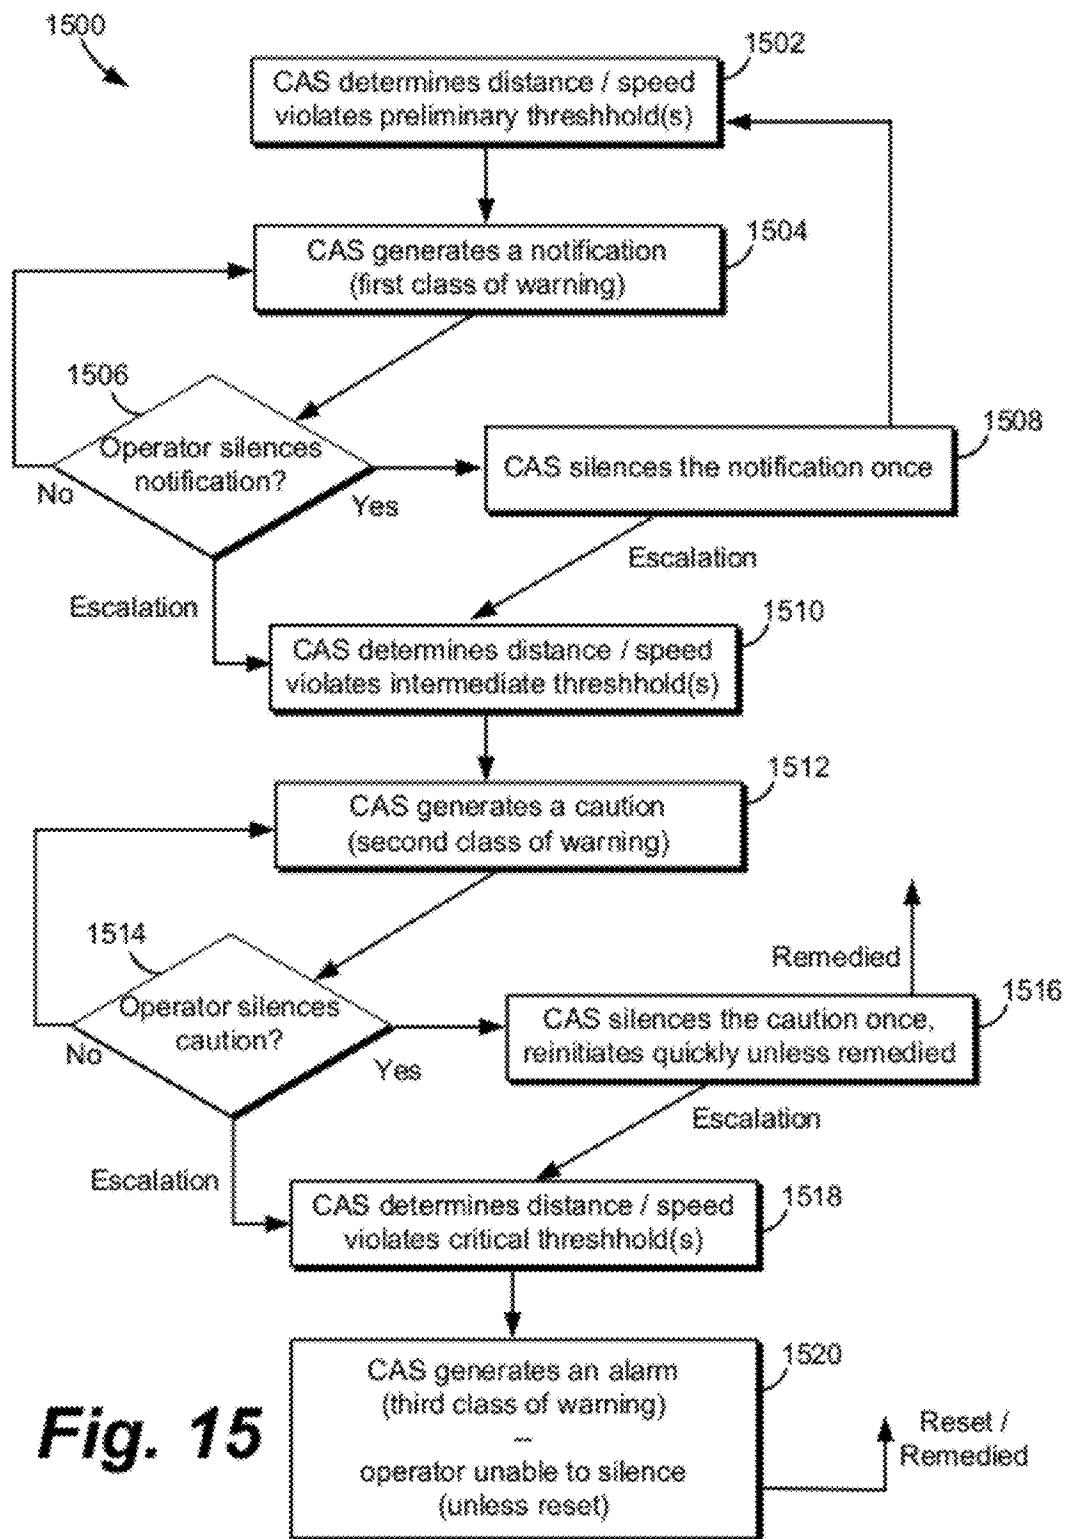 1500
1502
CAS determines distance / speed
violates preliminary threshhold(s)
1504
CAS generates a notification
(first class of warning)
1506
Operator silences
notification?
No
Yes
1508
CAS silences the notification once
Escalation
Escalation
1510
CAS determines distance / speed
violates intermediate threshhold(s)
1512
CAS generates a caution
(second class of warning)
1514
Operator silences
caution?
No
Yes
Remedied
1516
CAS silences the caution once,
reinitiates quickly unless remedied
Escalation
Escalation
1518
CAS determines distance / speed
violates critical threshhold(s)
1520
CAS generates an alarm
(third class of warning)
--
operator unable to silence
(unless reset)
Reset /
Remedied
Fig. 15